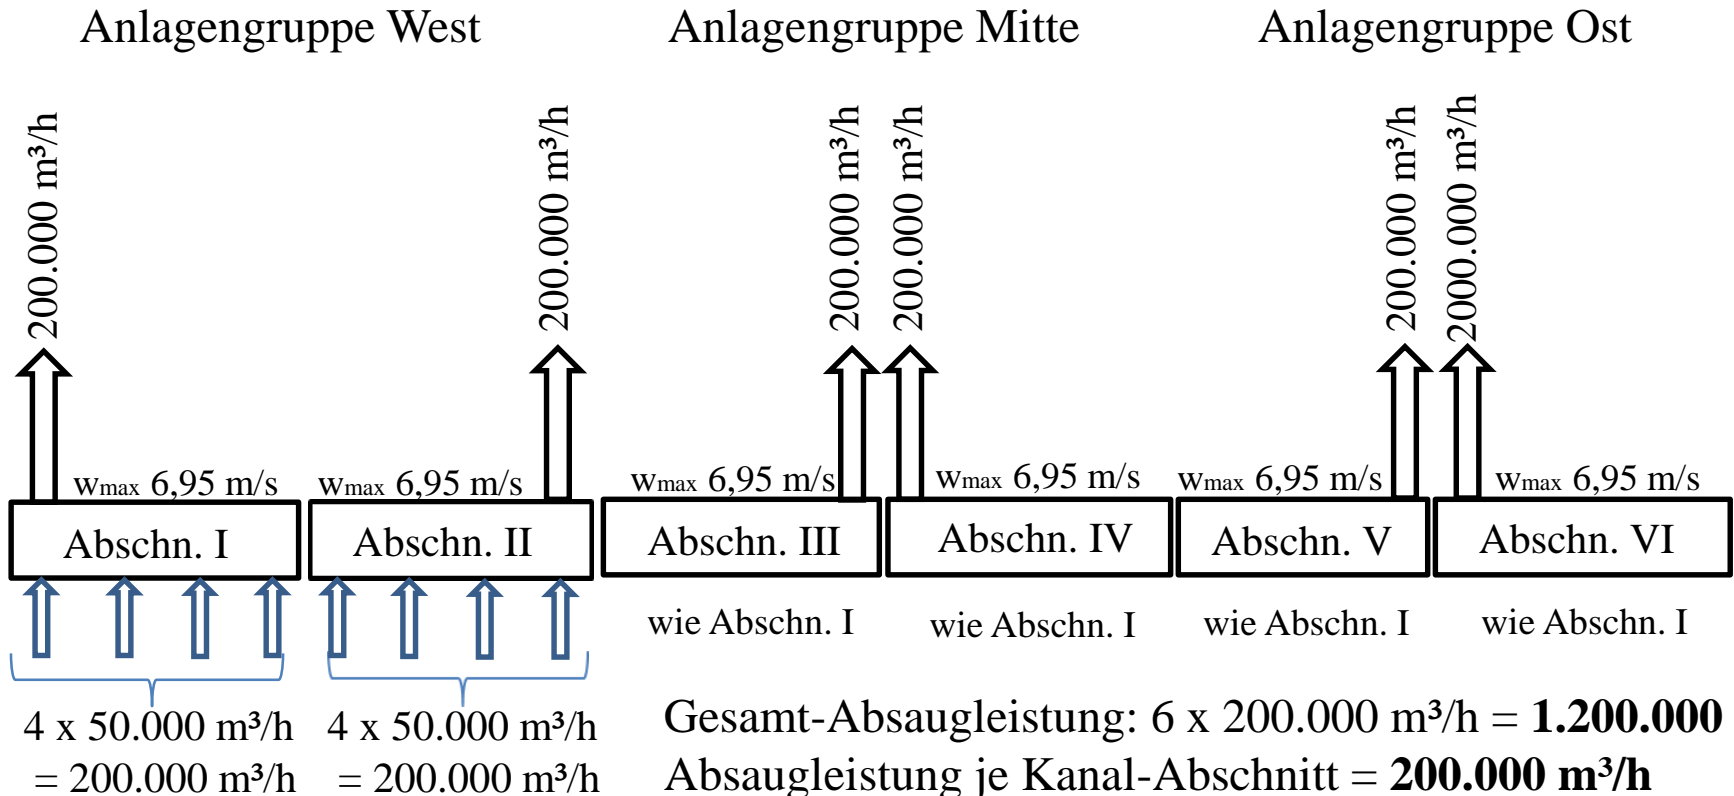 Anlagengruppe West
Anlagengruppe Mitte
Anlagengruppe Ost
200.000 m³/h
200.000 m³/h
200.000 m³/h
200.000 m³/h
200.000 m³/h
2000.000 m³/h
wmax 6,95 m/s
wmax 6,95 m/s
wmax 6,95 m/s
wmax 6,95 m/s
wmax 6,95 m/s
wmax 6,95 m/s
Abschn. I
Abschn. II
Abschn. III
Abschn. IV
Abschn. V
Abschn. VI
wie Abschn. I
wie Abschn. I
wie Abschn. I
wie Abschn. I
4 x 50.000 m³/h
= 200.000 m³/h
4 x 50.000 m³/h
= 200.000 m³/h
Gesamt-Absaugleistung: 6 x 200.000 m³/h = 1.200.000
Absaugleistung je Kanal-Abschnitt = 200.000 m³/h